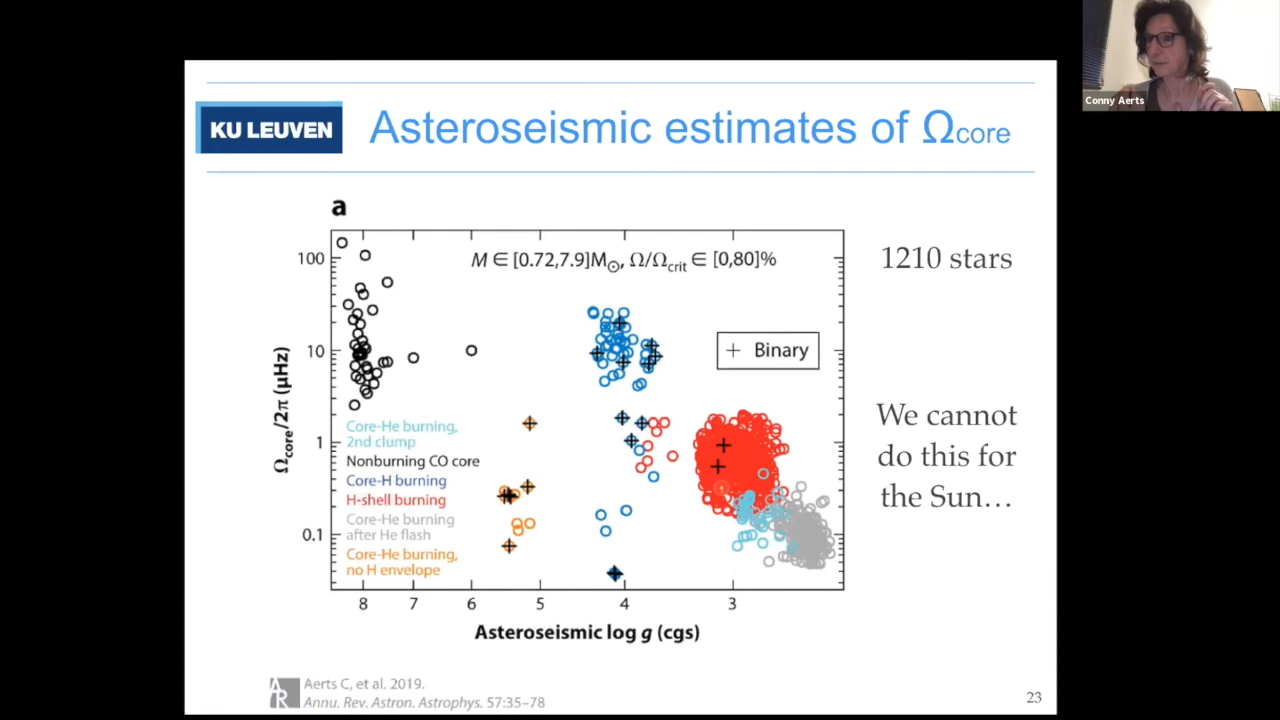 Conny Aerts
KU LEUVEN
Asteroseismic estimates of Ωcore
a
M ∈ [0.72,7.9]M⊙, Ω/Ωcrit ∈ [0,80]%
1210 stars
+ Binary
We cannot
do this for
the Sun…
Ωcore/2π (μHz)
100
10
1
0.1
Core-He burning,
2nd clump
Nonburning CO core
Core-H burning
H-shell burning
Core-He burning
after He flash
Core-He burning,
no H envelope
8 7 6 5 4 3
Asteroseismic log g (cgs)
AR
Aerts C, et al. 2019.
Annu. Rev. Astron. Astrophys. 57:35–78
23